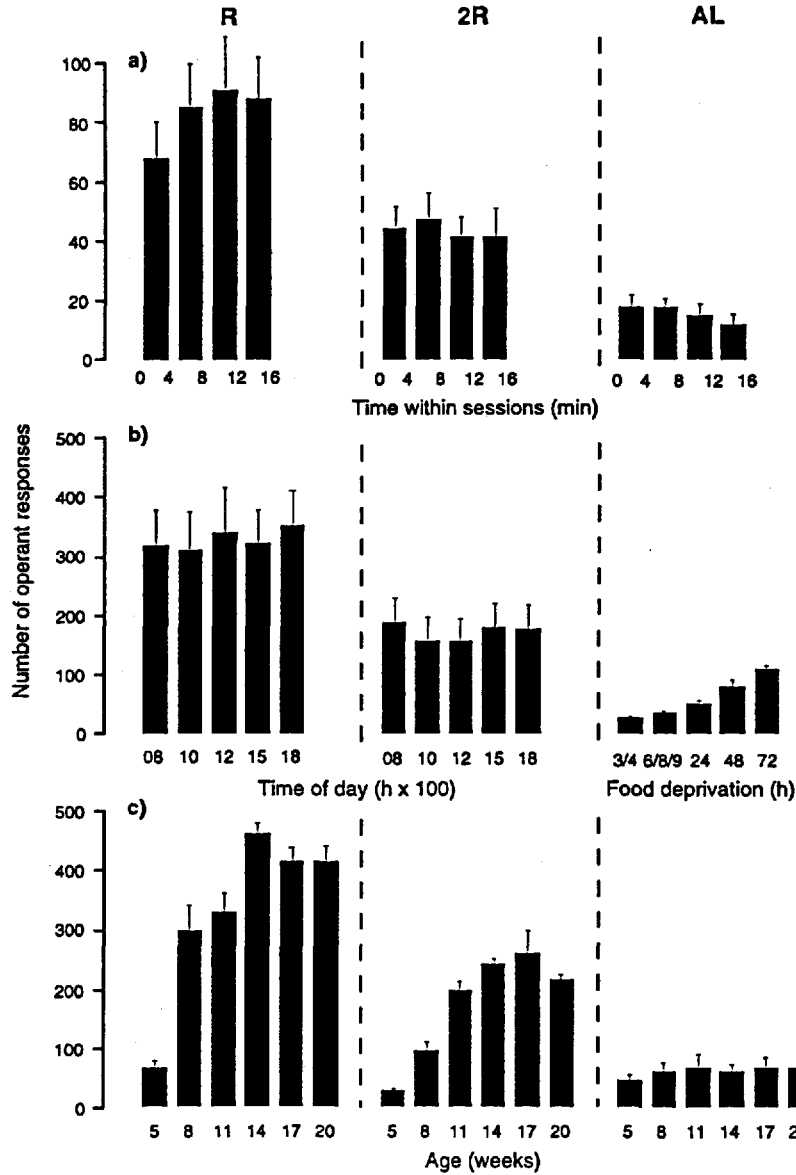 R 2R AL
a)
100
80
60
40
20
0
0 4 8 12 16 0 4 8 12 16 0 4 8 12 16
Time within sessions (min)
Number of operant responses
b)
500
400
300
200
100
0
08 10 12 15 18 08 10 12 15 18 3/4 6/8/9 24 48 72
Time of day (h x 100) Food deprivation (h)
c)
500
400
300
200
100
0
5 8 11 14 17 20 5 8 11 14 17 20 5 8 11 14 17
Age (weeks)